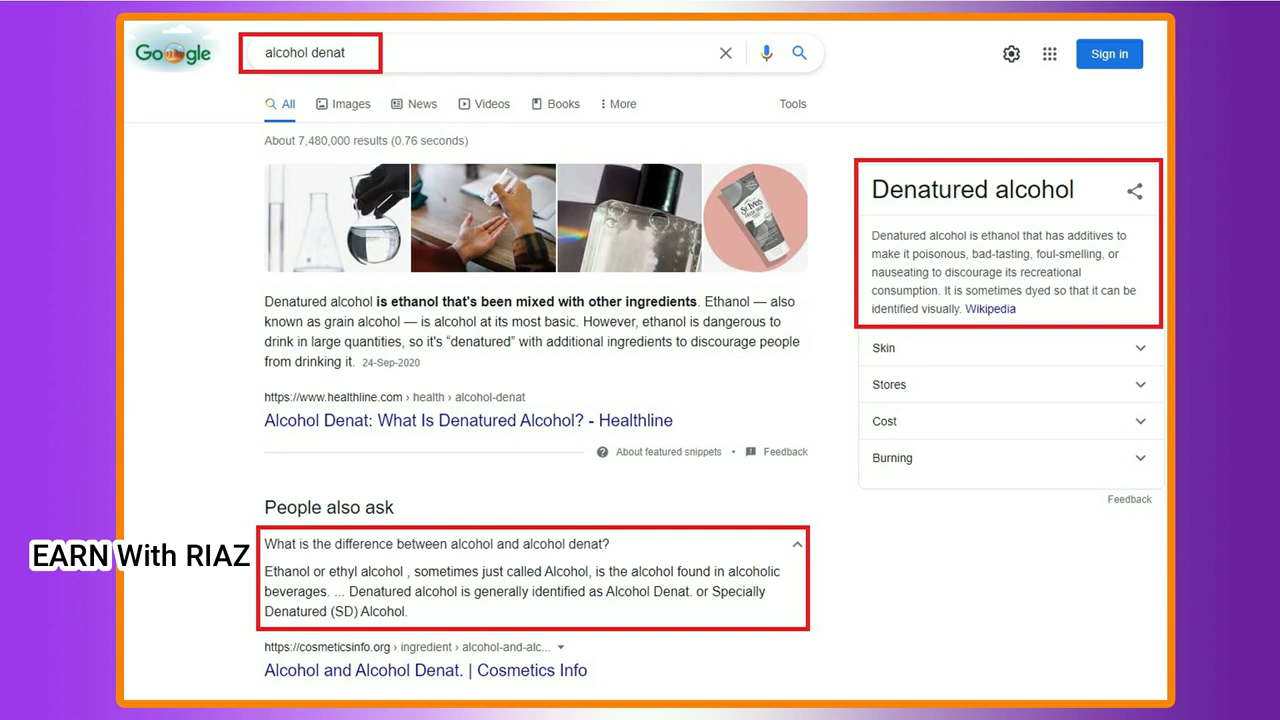 Google
alcohol denat
Sign in
All
Images
News
Videos
Books
More
Tools
About 7,480,000 results (0.76 seconds)
St. Ives
Denatured alcohol is ethanol that's been mixed with other ingredients. Ethanol — also
known as grain alcohol — is alcohol at its most basic. However, ethanol is dangerous to
drink in large quantities, so it's “denatured” with additional ingredients to discourage people
from drinking it. 24-Sep-2020
https://www.healthline.com › health › alcohol-denat
Alcohol Denat: What Is Denatured Alcohol? - Healthline
About featured snippets • Feedback
People also ask
What is the difference between alcohol and alcohol denat?
Ethanol or ethyl alcohol , sometimes just called Alcohol, is the alcohol found in alcoholic
beverages. ... Denatured alcohol is generally identified as Alcohol Denat. or Specially
Denatured (SD) Alcohol.
https://cosmeticsinfo.org › ingredient › alcohol-and-alc...
Alcohol and Alcohol Denat. | Cosmetics Info
Denatured alcohol
Denatured alcohol is ethanol that has additives to
make it poisonous, bad-tasting, foul-smelling, or
nauseating to discourage its recreational
consumption. It is sometimes dyed so that it can be
identified visually. Wikipedia
Skin
Stores
Cost
Burning
Feedback
EARN With RIAZ